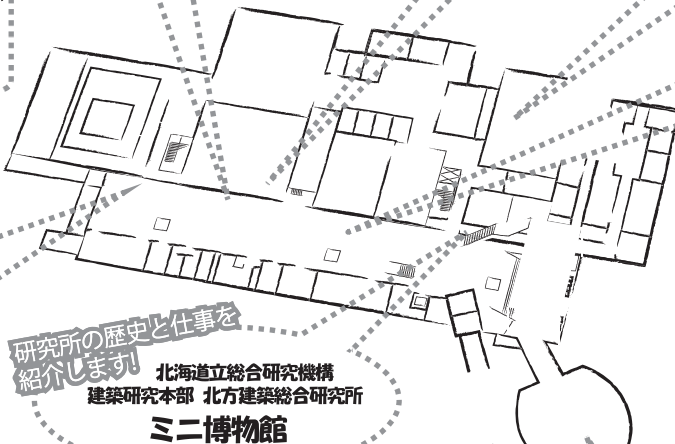 研究所の歴史と仕事を
紹介します!
北海道立総合研究機構
建築研究本部 北方建築総合研究所
ミニ博物館